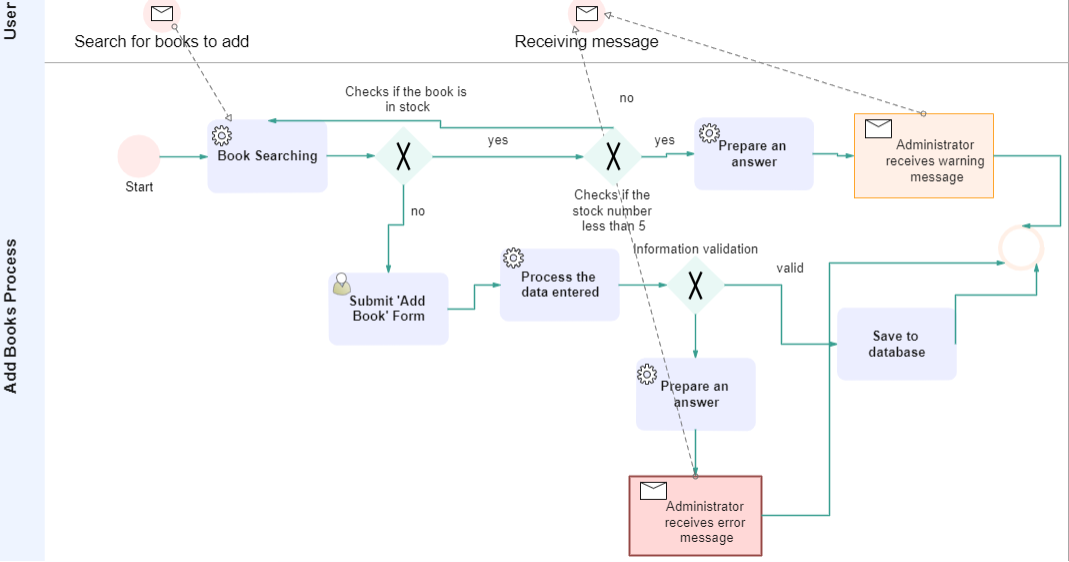 User
Search for books to add
Receiving message
Add Books Process
Checks if the book is
in stock
no
Start
Book Searching
yes
yes
Prepare an
answer
Administrator
receives warning
message
Checks if the
stock number
less than 5
no
Information validation
valid
Submit 'Add
Book' Form
Process the
data entered
Save to
database
Prepare an
answer
Administrator
receives error
message